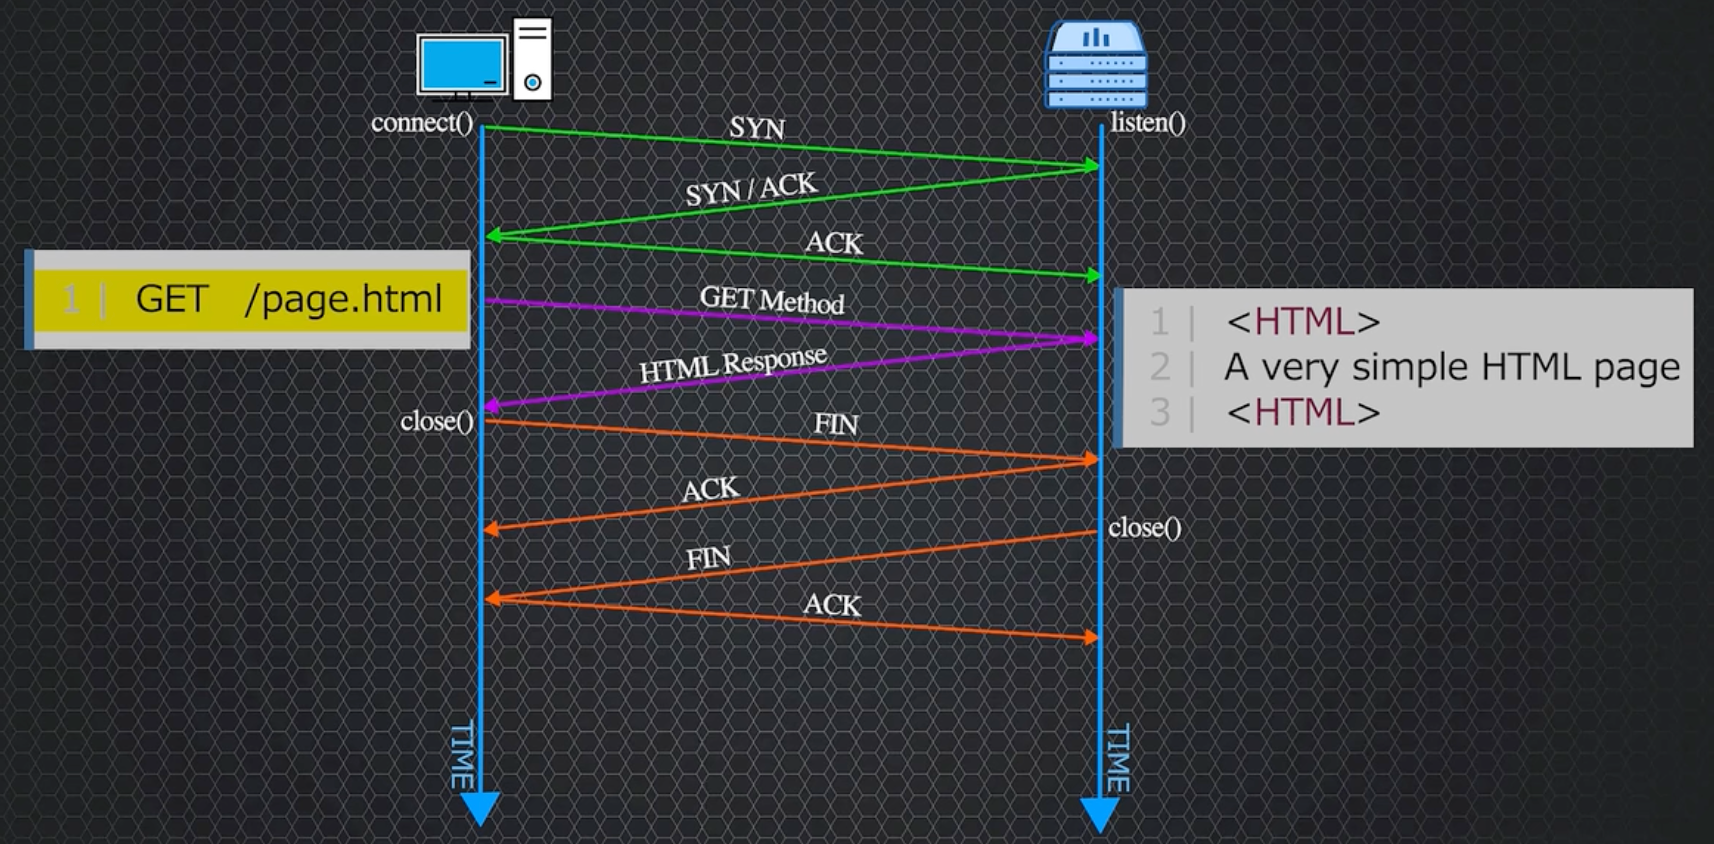 connect()
listen()
SYN
SYN / ACK
ACK
1 | GET /page.html
GET Method
HTML Response
1 | <HTML>
2 | A very simple HTML page
3 | <HTML>
close()
FIN
ACK
close()
FIN
ACK
TIME
TIME